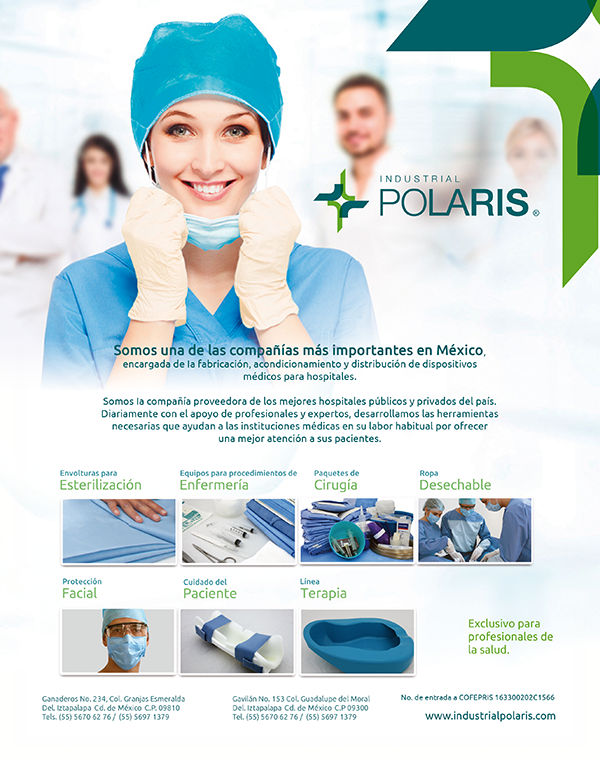 INDUSTRIAL
POLARIS®
Somos una de las compañías más importantes en México,
encargada de la fabricación, acondicionamiento y distribución de dispositivos
médicos para hospitales.
Somos la compañía proveedora de los mejores hospitales públicos y privados del país.
Diariamente con el apoyo de profesionales y expertos, desarrollamos las herramientas
necesarias que ayudan a las instituciones médicas en su labor habitual por ofrecer
una mejor atención a sus pacientes.
Envolturas para
Esterilización
Equipos para procedimientos de
Enfermería
Paquetes de
Cirugía
Ropa
Desechable
Protección
Facial
Cuidado del
Paciente
Línea
Terapia
Exclusivo para
profesionales de
la salud.
Ganaderos No. 234, Col. Granjas Esmeralda
Del. Iztapalapa Cd. de México C.P. 09810
Tels. (55) 5670 62 76 / (55) 5697 1379
Gavilán No. 153 Col. Guadalupe del Moral
Del. Iztapalapa Cd. de México C.P 09300
Tel. (55) 5670 62 76 / (55) 5697 1379
No. de entrada a COFEPRIS 163300202C1566
www.industrialpolaris.com